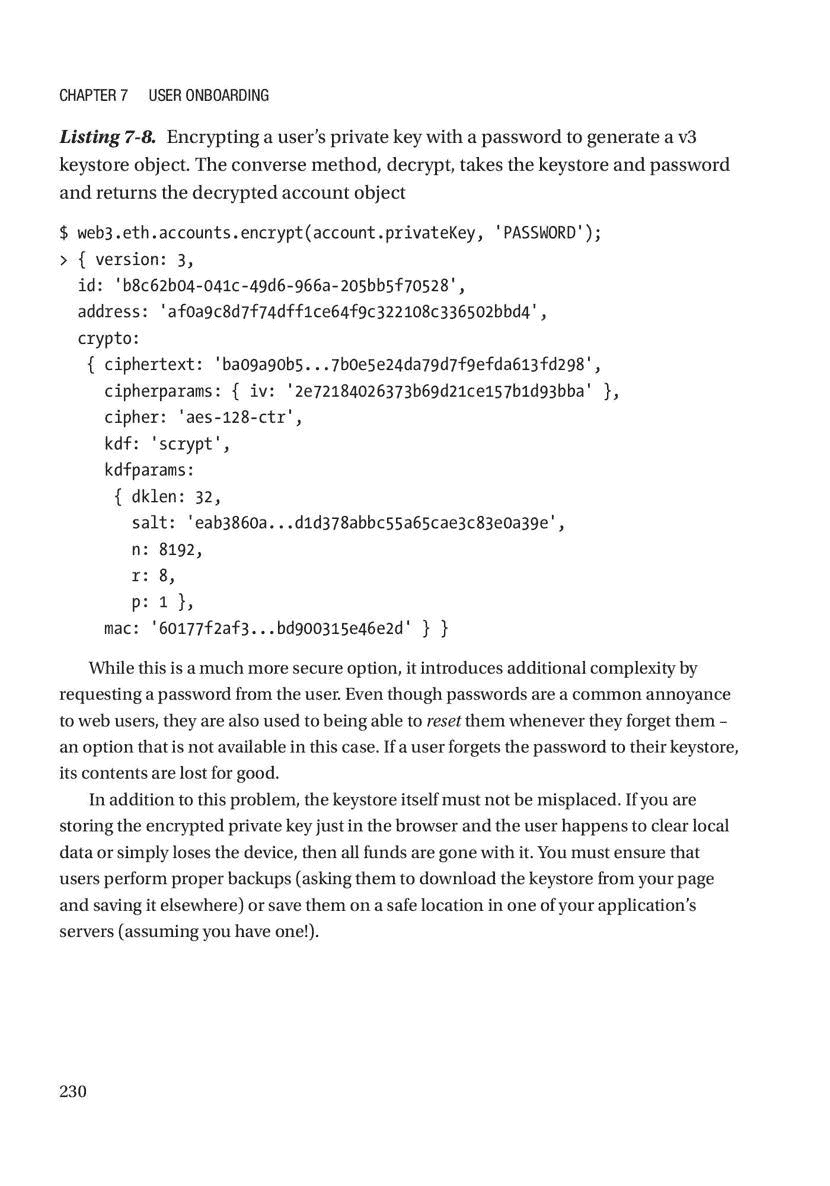 CHAPTER 7 USER ONBOARDING
Listing 7-8. Encrypting a user’s private key with a password to generate a v3
keystore object. The converse method, decrypt, takes the keystore and password
and returns the decrypted account object
$ web3.eth.accounts.encrypt(account.privateKey, 'PASSWORD');
> { version: 3,
id: 'b8c62b04-041c-49d6-966a-205bb5f70528',
address: 'af0a9c8d7f74dff1ce64f9c322108c336502bbd4',
crypto:
{ ciphertext: 'ba09a90b5...7b0e5e24da79d7f9efda613fd298',
cipherparams: { iv: '2e72184026373b69d21ce157b1d93bba' },
cipher: 'aes-128-ctr',
kdf: 'scrypt',
kdfparams:
{ dklen: 32,
salt: 'eab3860a...d1d378abbc55a65cae3c83e0a39e',
n: 8192,
r: 8,
p: 1 },
mac: '60177f2af3...bd900315e46e2d' } }
While this is a much more secure option, it introduces additional complexity by
requesting a password from the user. Even though passwords are a common annoyance
to web users, they are also used to being able to reset them whenever they forget them –
an option that is not available in this case. If a user forgets the password to their keystore,
its contents are lost for good.
In addition to this problem, the keystore itself must not be misplaced. If you are
storing the encrypted private key just in the browser and the user happens to clear local
data or simply loses the device, then all funds are gone with it. You must ensure that
users perform proper backups (asking them to download the keystore from your page
and saving it elsewhere) or save them on a safe location in one of your application’s
servers (assuming you have one!).
230